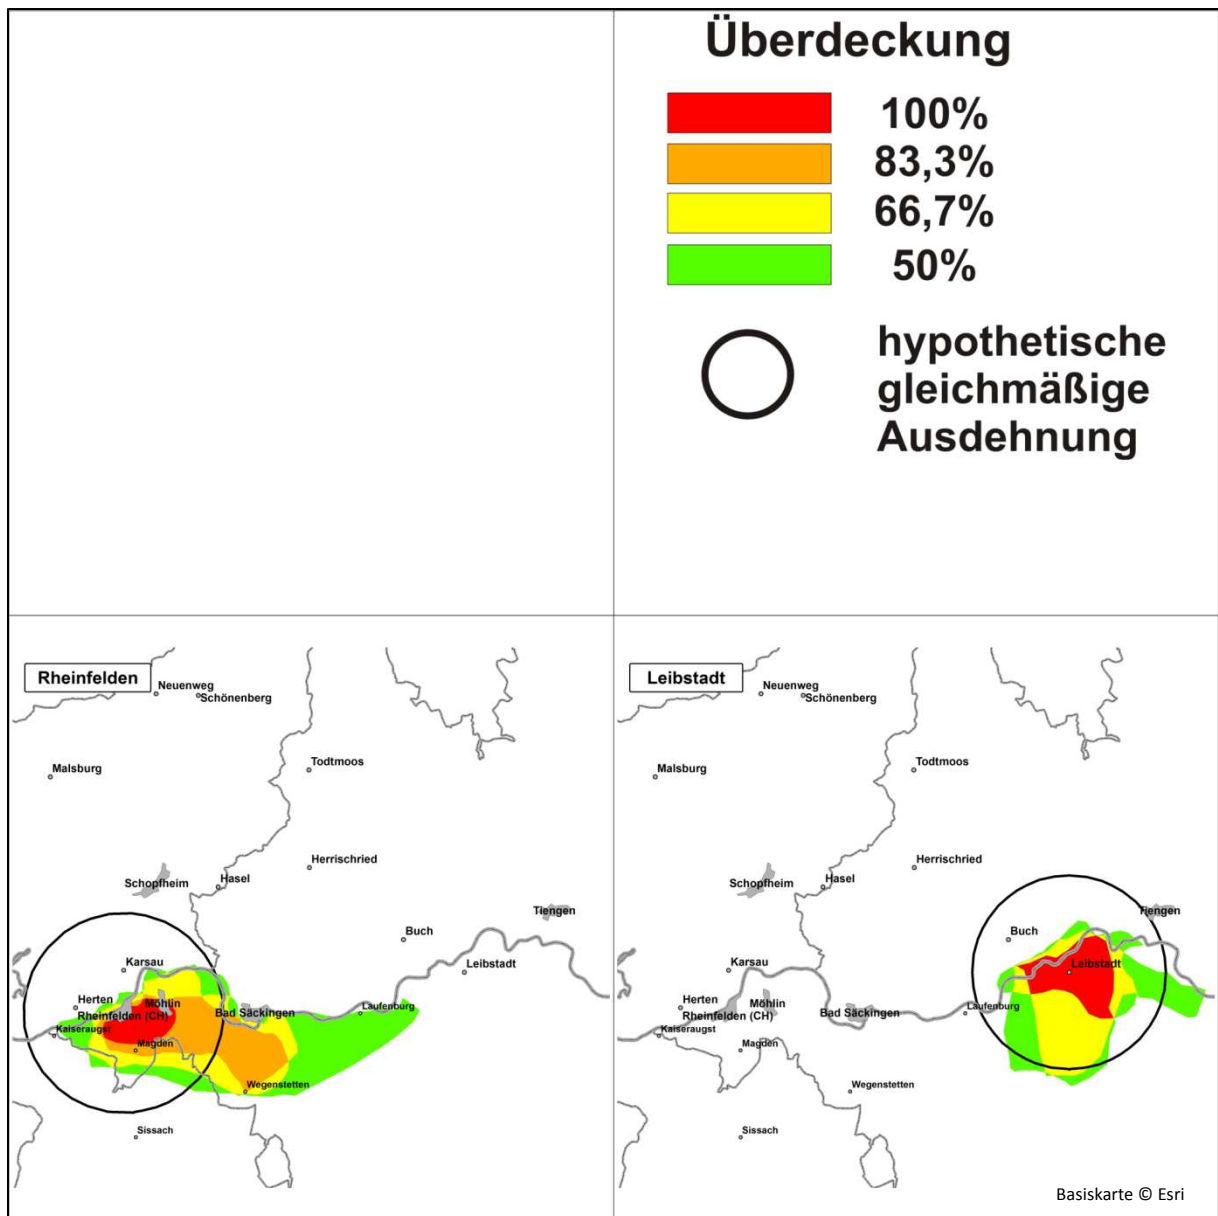 Überdeckung
100%
83,3%
66,7%
50%
hypothetische
gleichmäßige
Ausdehnung
Rheinfelden
Neuenweg
Schönenberg
Malsburg
Todtmoos
Herrischried
Schopfheim
Hasel
Tiengen
Buch
Karsau
Leibstadt
Herten
Möhlin
Rheinfelden (CH)
Bad Säckingen
Laufenburg
Kaiseraugst
Magden
Wegenstetten
Sissach
Leibstadt
Neuenweg
Schönenberg
Malsburg
Todtmoos
Herrischried
Schopfheim
Hasel
Tiengen
Buch
Karsau
Leibstadt
Herten
Möhlin
Rheinfelden (CH)
Bad Säckingen
Laufenburg
Kaiseraugst
Magden
Wegenstetten
Sissach
Basiskarte © Esri